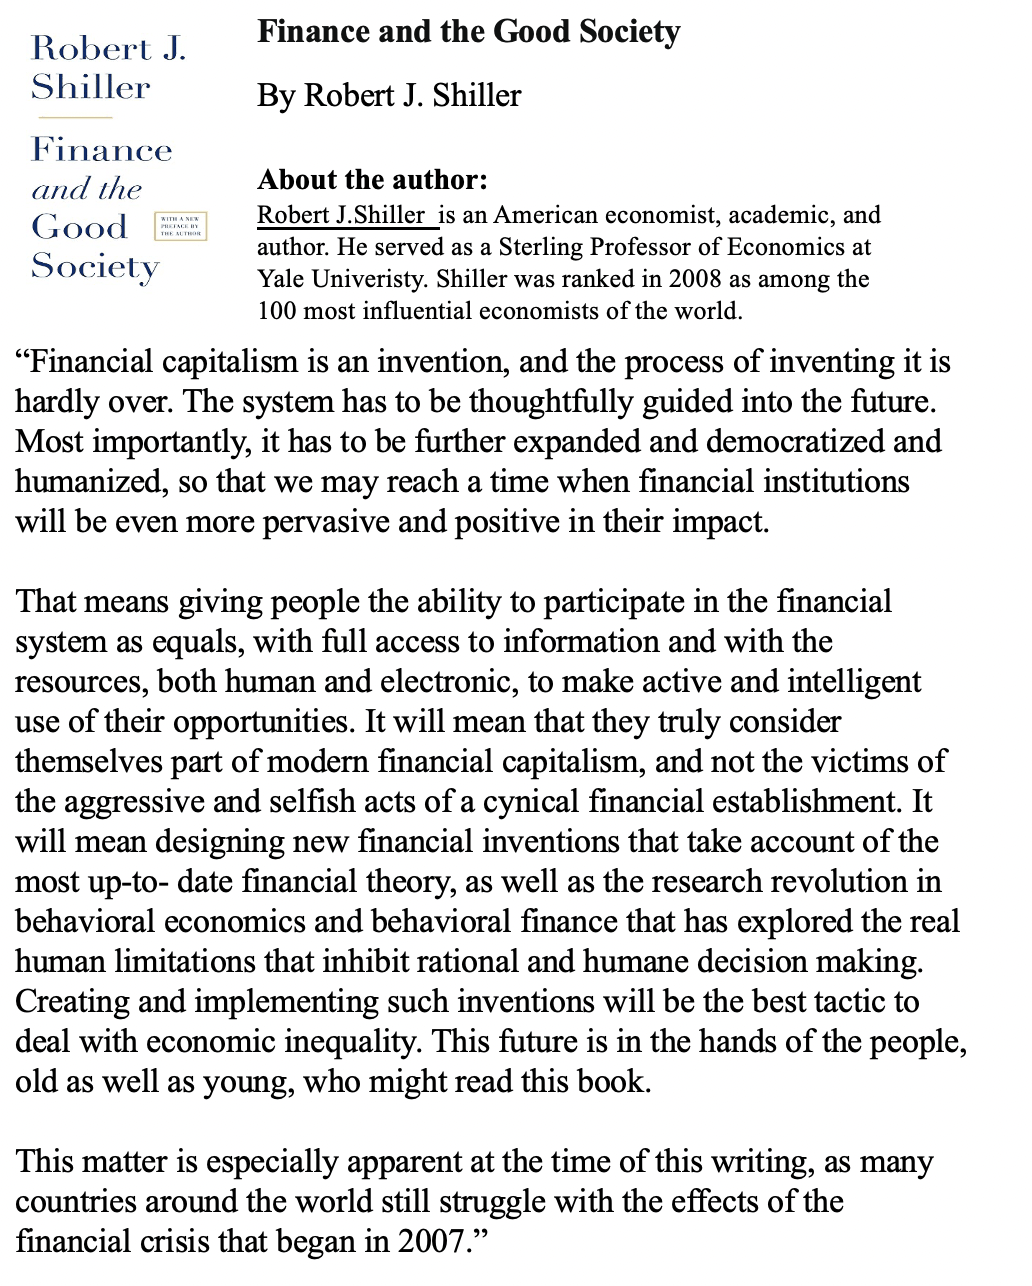 Robert J.
Shiller
Finance
and the
Good
Society
WITH A NEW
PREFACE BY
THE AUTHOR
Finance and the Good Society
By Robert J. Shiller
About the author:
Robert J.Shiller is an American economist, academic, and
author. He served as a Sterling Professor of Economics at
Yale Univeristy. Shiller was ranked in 2008 as among the
100 most influential economists of the world.
“Financial capitalism is an invention, and the process of inventing it is
hardly over. The system has to be thoughtfully guided into the future.
Most importantly, it has to be further expanded and democratized and
humanized, so that we may reach a time when financial institutions
will be even more pervasive and positive in their impact.
That means giving people the ability to participate in the financial
system as equals, with full access to information and with the
resources, both human and electronic, to make active and intelligent
use of their opportunities. It will mean that they truly consider
themselves part of modern financial capitalism, and not the victims of
the aggressive and selfish acts of a cynical financial establishment. It
will mean designing new financial inventions that take account of the
most up-to- date financial theory, as well as the research revolution in
behavioral economics and behavioral finance that has explored the real
human limitations that inhibit rational and humane decision making.
Creating and implementing such inventions will be the best tactic to
deal with economic inequality. This future is in the hands of the people,
old as well as young, who might read this book.
This matter is especially apparent at the time of this writing, as many
countries around the world still struggle with the effects of the
financial crisis that began in 2007.”